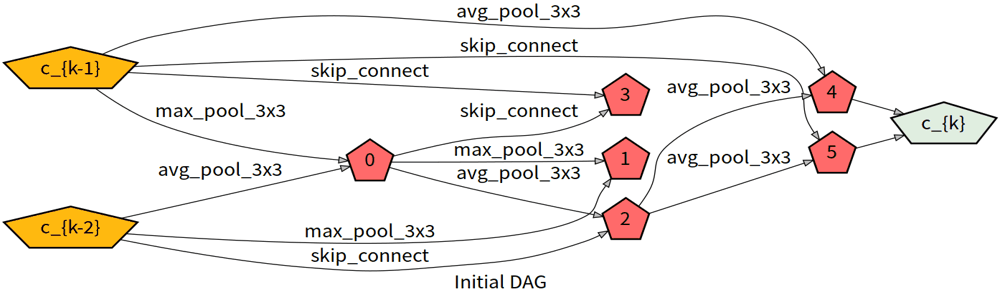 avg_pool_3x3
skip_connect
c_{k-1}
skip_connect
3
avg_pool_3x3
4
max_pool_3x3
skip_connect
c_{k}
0
max_pool_3x3
1
avg_pool_3x3
5
avg_pool_3x3
avg_pool_3x3
c_{k-2}
2
max_pool_3x3
skip_connect
Initial DAG